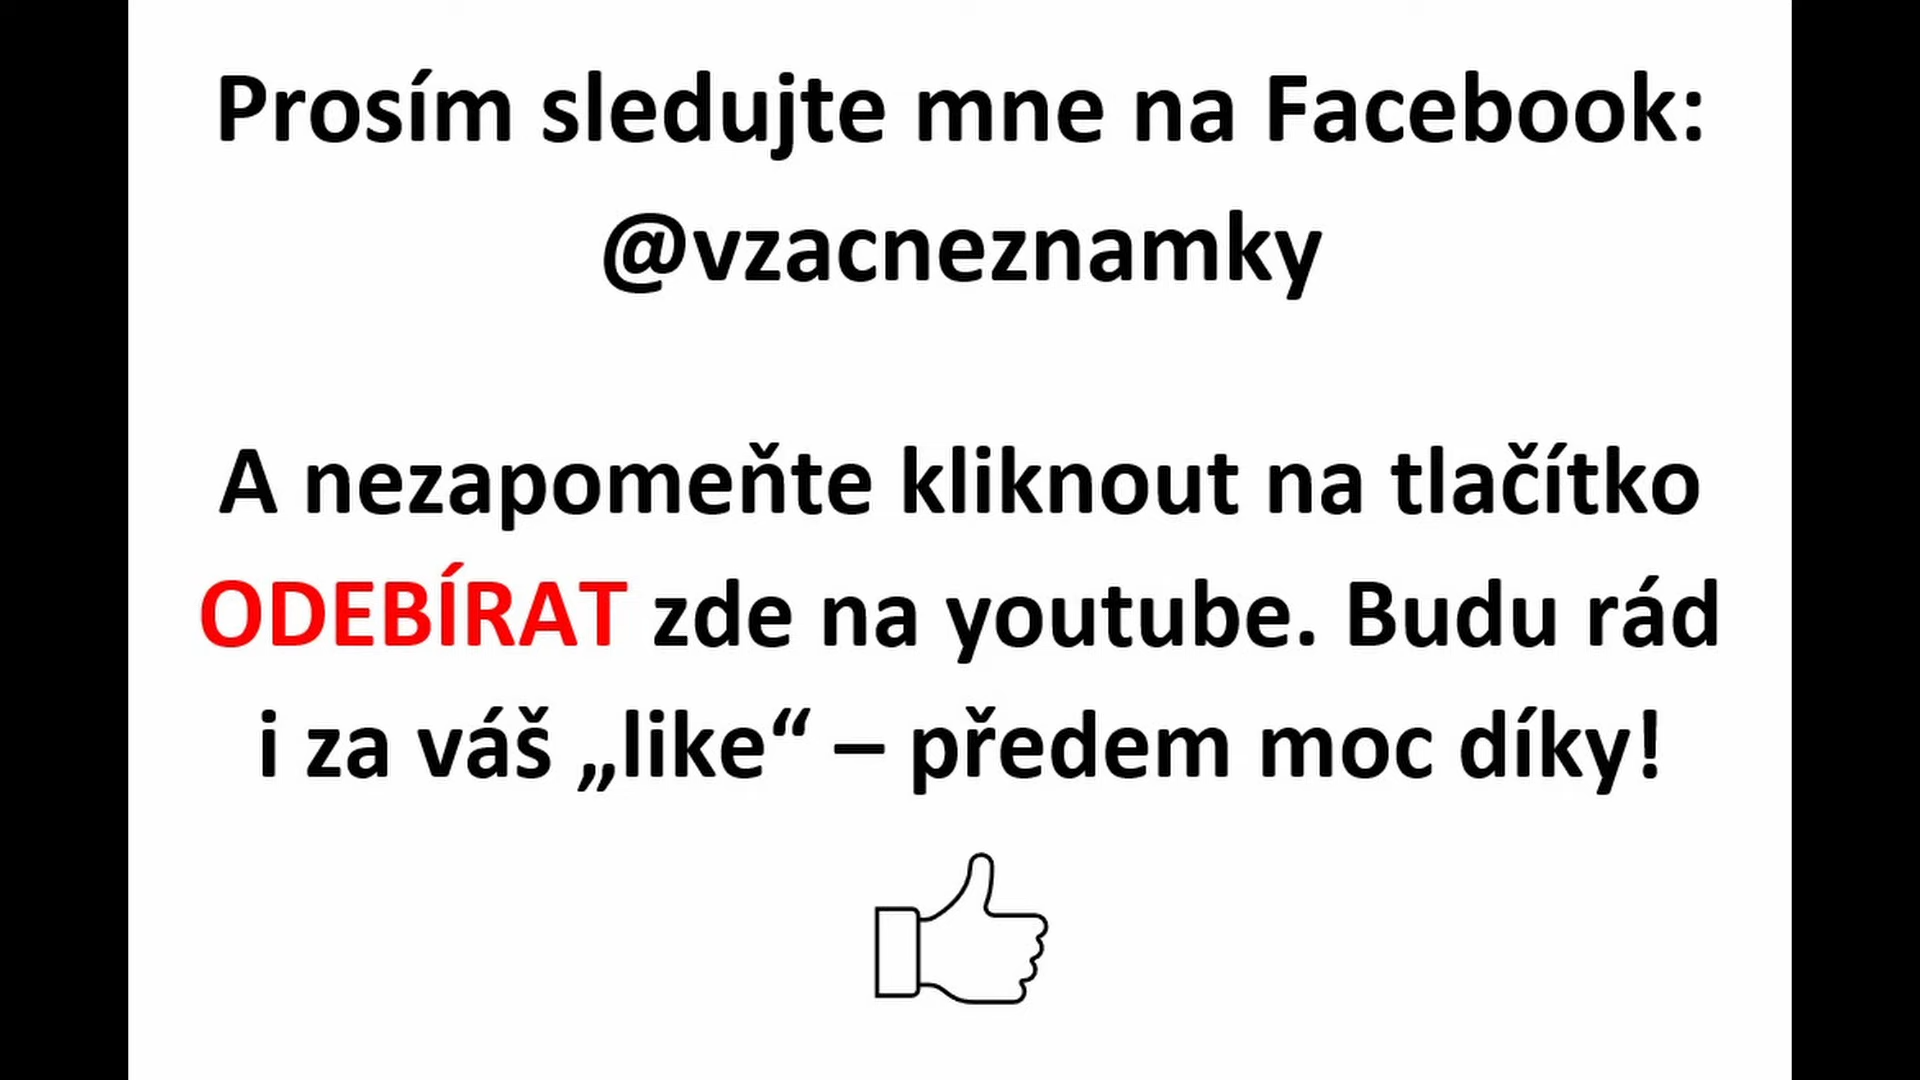 Prosím sledujte mne na Facebook:
@vzacneznamky
A nezapomeňte kliknout na tlačítko
ODEBÍRAT zde na youtube. Budu rád
i za váš „like“ – předem moc díky!